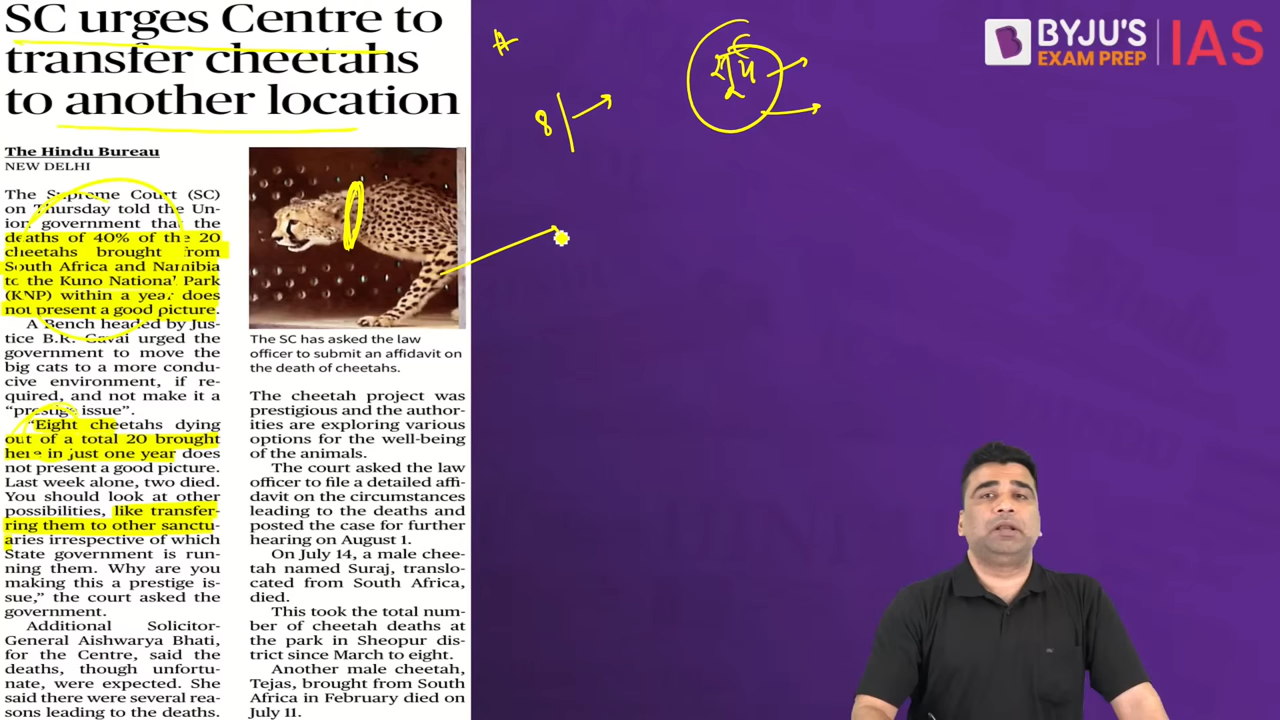 SC urges Centre to
transfer cheetahs
to another location
The Hindu Bureau
NEW DELHI
The Supreme Court (SC)
on Thursday told the Un-
ion government that the
deaths of 40% of the 20
cheetahs brought from
South Africa and Namibia
to the Kuno National Park
(KNP) within a year does
not present a good picture.
A Bench headed by Jus-
tice B.R. Gavai urged the
government to move the
big cats to a more condu-
cive environment, if re-
quired, and not make it a
“prestige issue”.
“Eight cheetahs dying
out of a total 20 brought
here in just one year does
not present a good picture.
Last week alone, two died.
You should look at other
possibilities, like transfer-
ring them to other sanctu-
aries irrespective of which
State government is run-
ning them. Why are you
making this a prestige is-
sue,” the court asked the
government.
Additional Solicitor-
General Aishwarya Bhati,
for the Centre, said the
deaths, though unfortu-
nate, were expected. She
said there were several rea-
sons leading to the deaths.
The SC has asked the law
officer to submit an affidavit on
the death of cheetahs.
The cheetah project was
prestigious and the author-
ities are exploring various
options for the well-being
of the animals.
The court asked the law
officer to file a detailed affi-
davit on the circumstances
leading to the deaths and
posted the case for further
hearing on August 1.
On July 14, a male chee-
tah named Suraj, translo-
cated from South Africa,
died.
This took the total num-
ber of cheetah deaths at
the park in Sheopur dis-
trict since March to eight.
Another male cheetah,
Tejas, brought from South
Africa in February died on
July 11.
8
BYJU'S
EXAM PREP
IAS